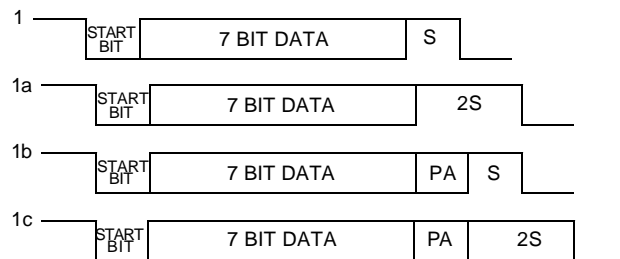 1 START BIT 7 BIT DATA S
1a START BIT 7 BIT DATA 2S
1b START BIT 7 BIT DATA PA S
1c START BIT 7 BIT DATA PA 2S